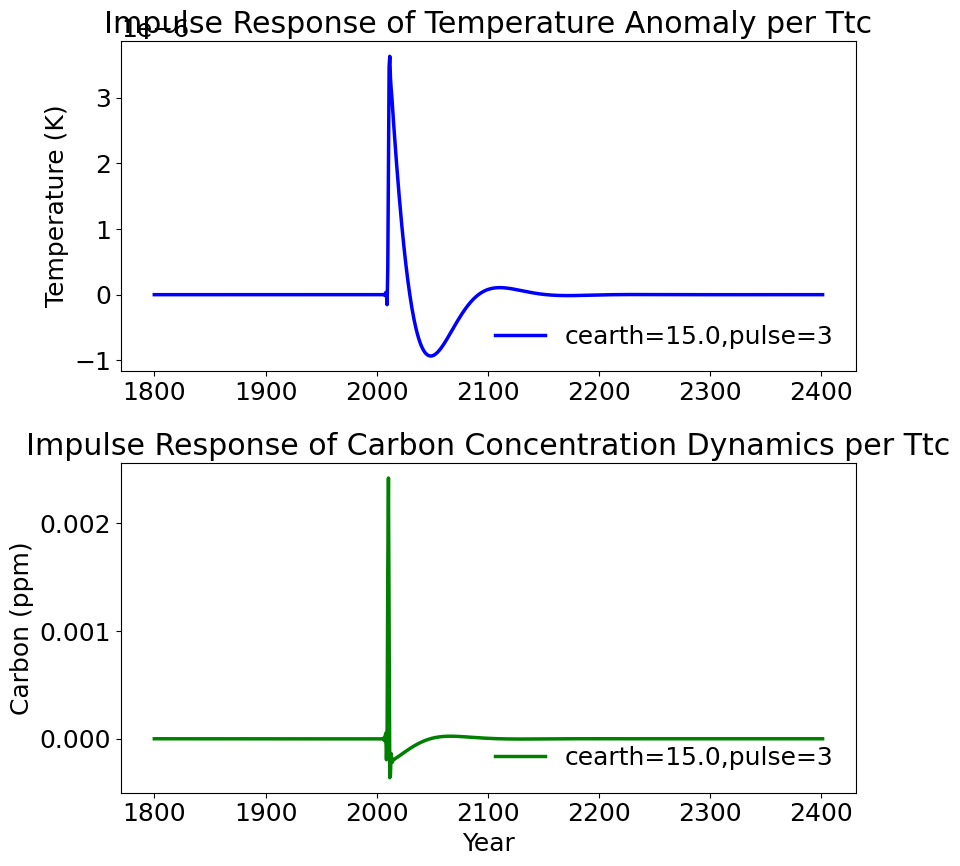 Impulse Response of Temperature Anomaly per Ttc
1e−6
Temperature (K)
3
2
1
0
−1
cearth=15.0,pulse=3
1800 1900 2000 2100 2200 2300 2400
Impulse Response of Carbon Concentration Dynamics per Ttc
Carbon (ppm)
0.002
0.001
0.000
cearth=15.0,pulse=3
1800 1900 2000 2100 2200 2300 2400
Year